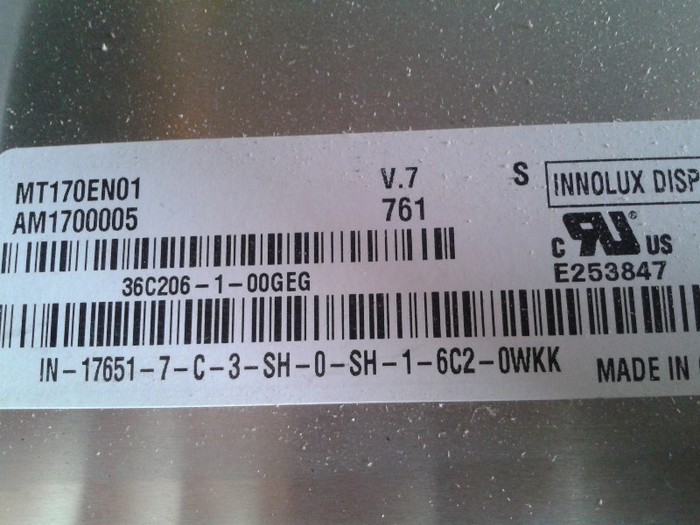 MT170EN01 V.7 S INNOLUX DISP
AM1700005 761
C RU® US
36C206-1-00GEG E253847
IN-17651-7-C-3-SH-0-SH-1-6C2-0WKK MADE IN